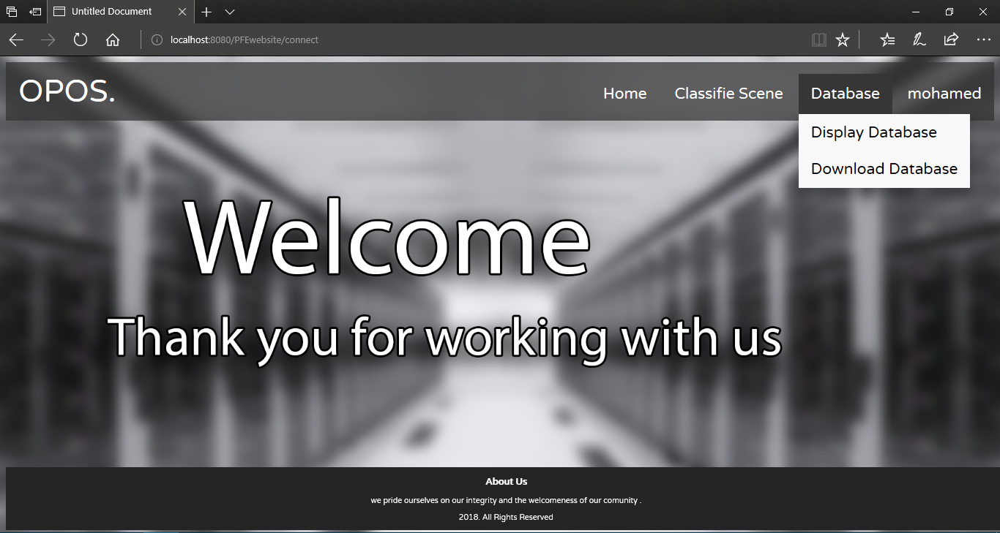 Untitled Document
localhost:8080/PFEwebsite/connect
OPOS.
Home Classifie Scene Database mohamed
Display Database
Download Database
Welcome
Thank you for working with us
About Us
we pride ourselves on our integrity and the welcomeness of our comunity .
2018. All Rights Reserved